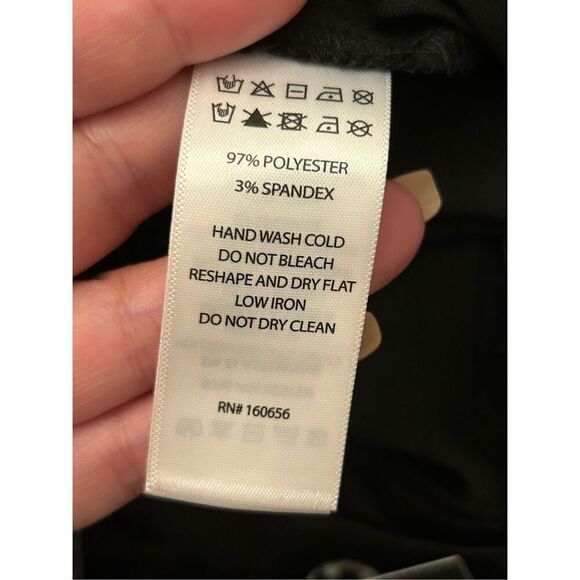 97% POLYESTER
3% SPANDEX
HAND WASH COLD
DO NOT BLEACH
RESHAPE AND DRY FLAT
LOW IRON
DO NOT DRY CLEAN
RN# 160656